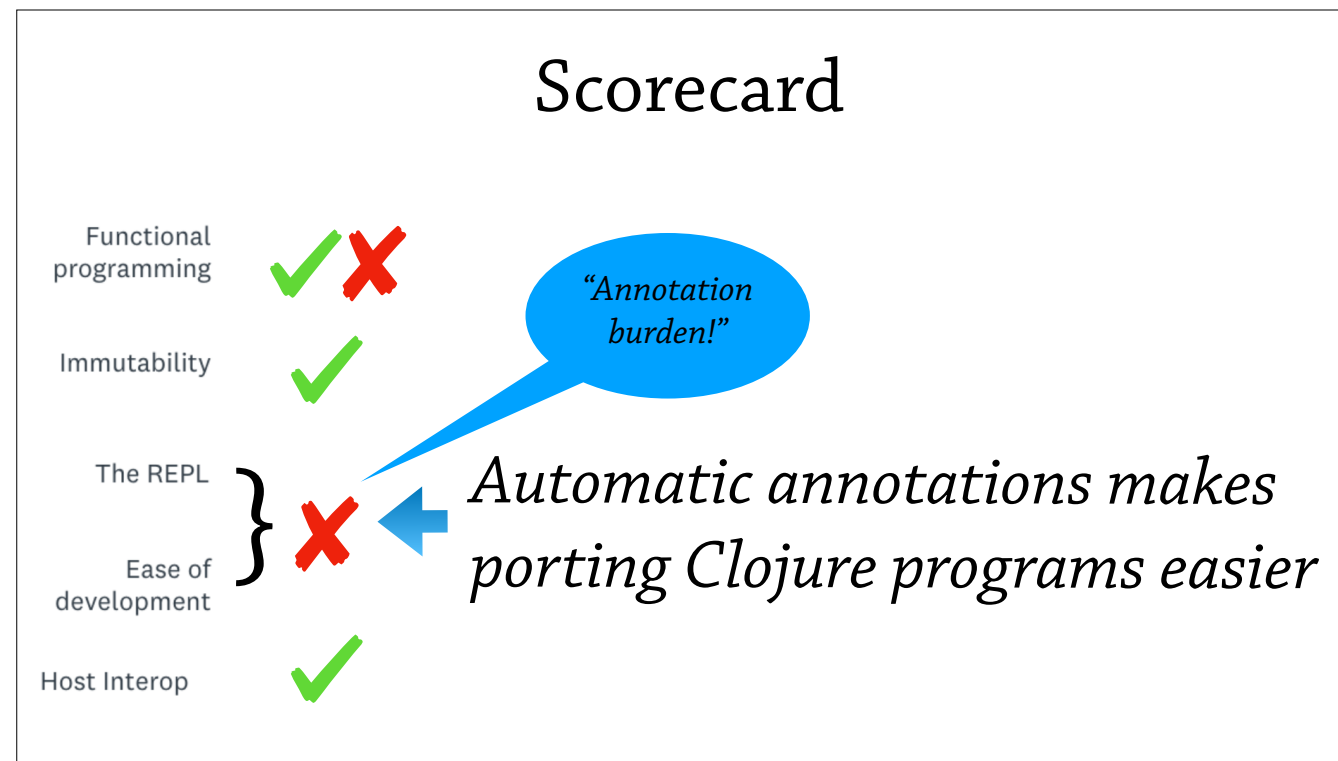 Scorecard
Functional
programming
“Annotation
burden!”
Immutability
The REPL
}
Automatic annotations makes
porting Clojure programs easier
Ease of
development
Host Interop